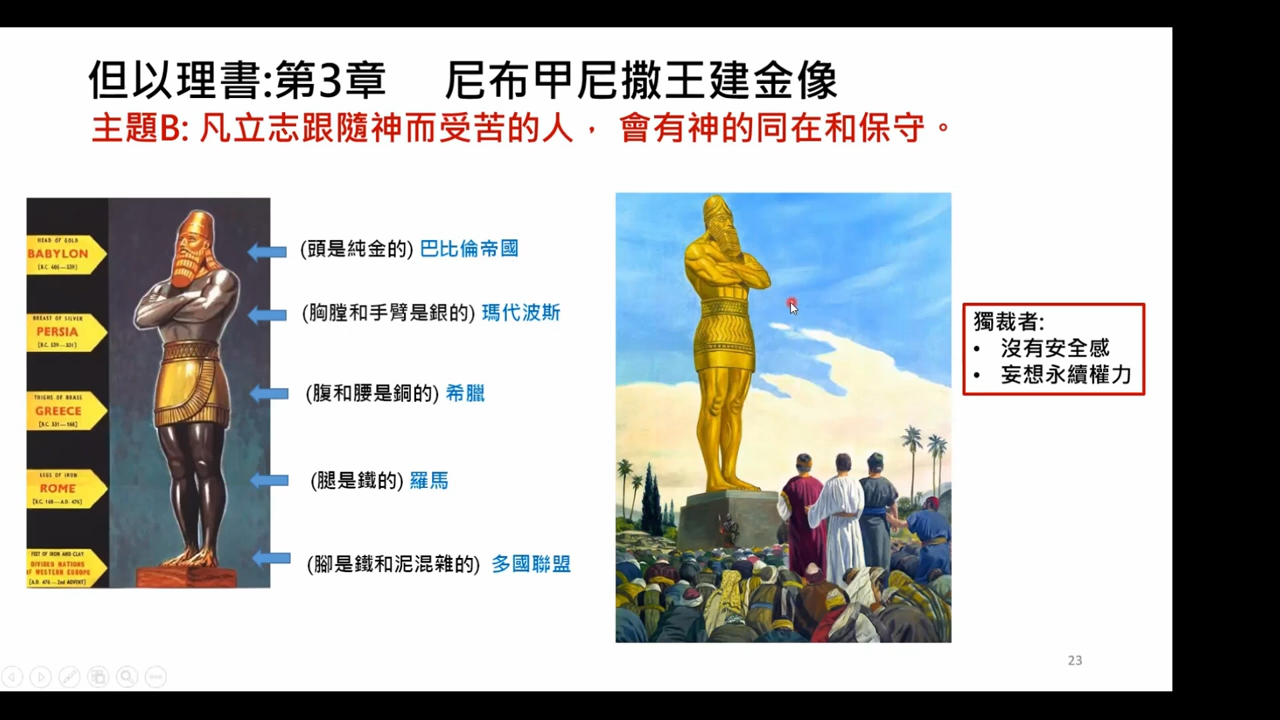 但以理書:第3章 尼布甲尼撒王建金像
主題B: 凡立志跟隨神而受苦的人， 會有神的同在和保守。
HEAD OF GOLD
BABYLON
[B.C. 605—539]
(頭是純金的) 巴比倫帝國
BREAST OF SILVER
PERSIA
[B.C. 539—331]
(胸膛和手臂是銀的) 瑪代波斯
THIGHS OF BRASS
GREECE
[B.C. 331—168]
(腹和腰是銅的) 希臘
LEGS OF IRON
ROME
[B.C. 168—A.D. 476]
(腿是鐵的) 羅馬
FEET OF IRON AND CLAY
DIVIDED NATIONS
OF WESTERN EUROPE
[A.D. 476—2nd ADVENT]
(腳是鐵和泥混雜的) 多國聯盟
獨裁者:
• 沒有安全感
• 妄想永續權力
23